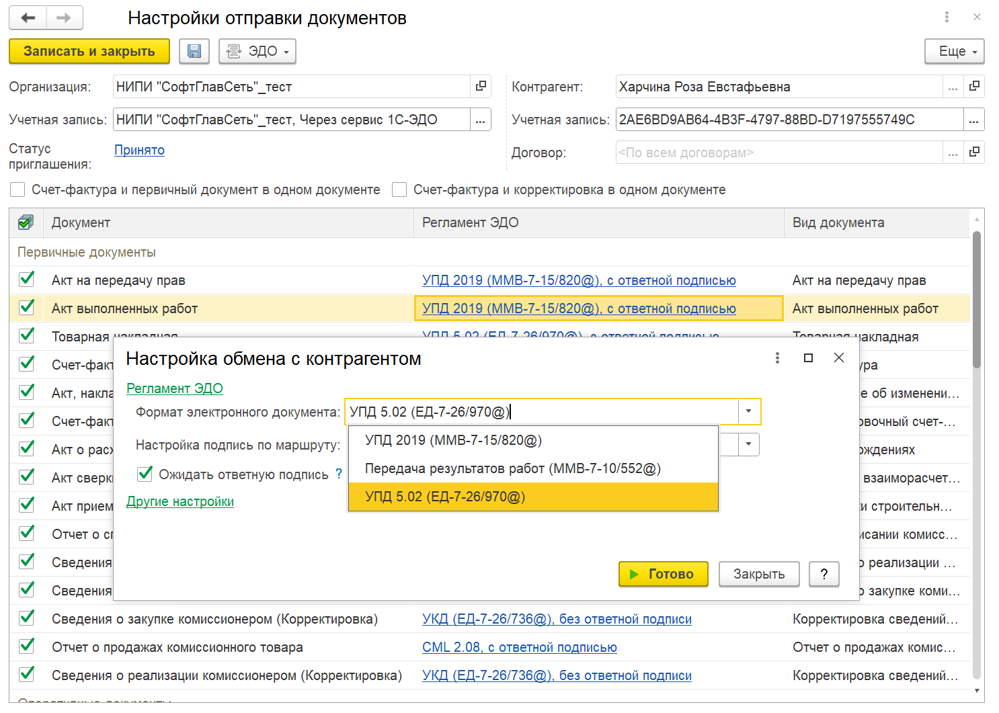 Настройки отправки документов
Записать и закрыть
ЭДО
Еще
Организация: НИПИ "СофтГлавСеть"_тест
Контрагент: Харчина Роза Евстафьевна
Учетная запись: НИПИ "СофтГлавСеть"_тест, Через сервис 1С-ЭДО
Учетная запись: 2AE6BD9AB64-4B3F-4797-88BD-D7197555749C
Статус
приглашения:
Принято
Договор: <По всем договорам>
Счет-фактура и первичный документ в одном документе
Счет-фактура и корректировка в одном документе
Документ Регламент ЭДО Вид документа
Первичные документы
Акт на передачу прав УПД 2019 (ММВ-7-15/820@), с ответной подписью Акт на передачу прав
Акт выполненных работ УПД 2019 (ММВ-7-15/820@), с ответной подписью Акт выполненных работ
Товарная накладная УПД 5.02 (ЕД-7-26/970@), с ответной подписью Товарная накладная
Счет-факт ура
Акт, накла е об изменени...
Счет-факт вочный счет-...
Акт о расх ождениях
Акт сверки взаиморасчет...
Акт прием и строительн...
Отчет о сп исании комисс...
Сведения о реализации ...
Сведения о закупке коми...
Настройка обмена с контрагентом
Регламент ЭДО
Формат электронного документа: УПД 5.02 (ЕД-7-26/970@)
УПД 2019 (ММВ-7-15/820@)
Настройка подпись по маршруту:
Передача результатов работ (ММВ-7-10/552@)
Ожидать ответную подпись ?
УПД 5.02 (ЕД-7-26/970@)
Другие настройки
Готово
Закрыть
?
Сведения о закупке комиссионером (Корректировка) УКД (ЕД-7-26/736@), без ответной подписи Корректировка сведений...
Отчет о продажах комиссионного товара CML 2.08, с ответной подписью Отчет о продажах комис...
Сведения о реализации комиссионером (Корректировка) УКД (ЕД-7-26/736@), без ответной подписи Корректировка сведений...
Оперативные документы